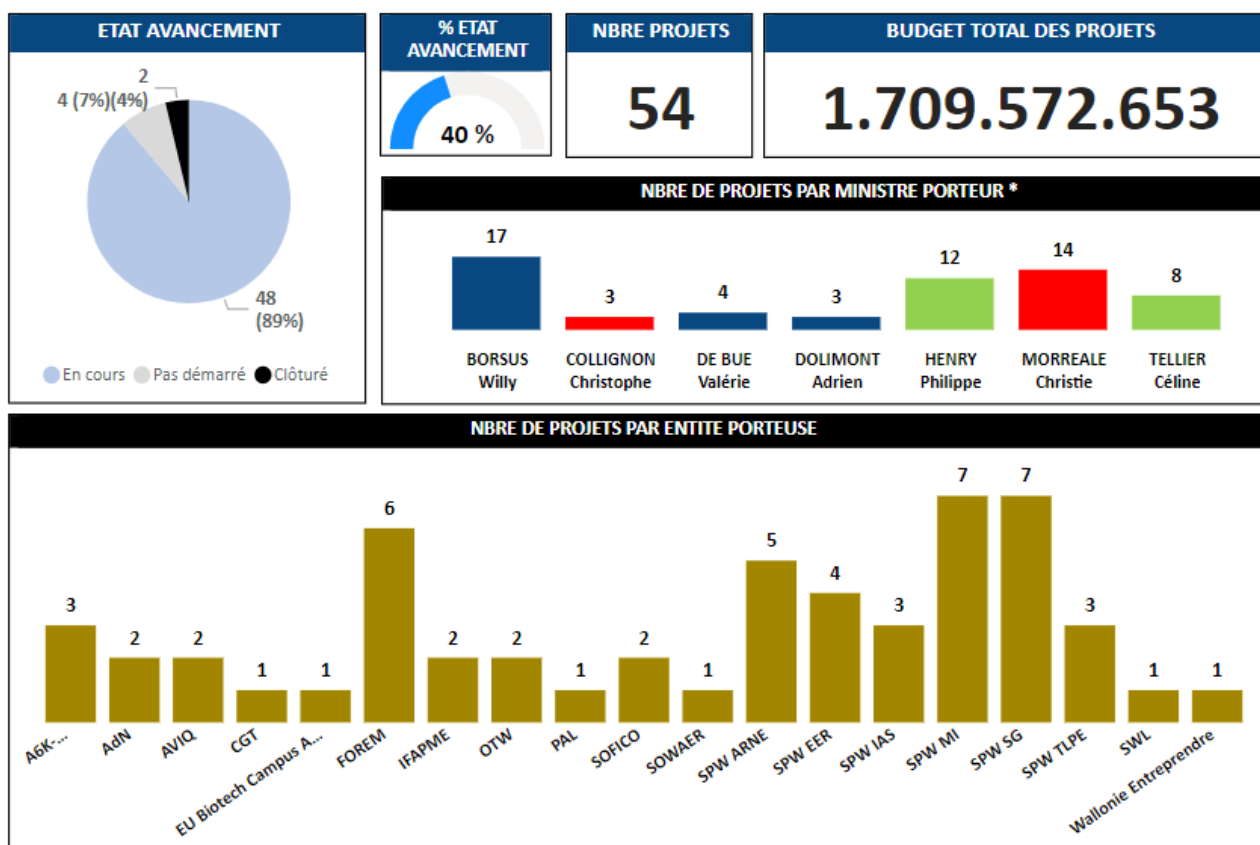 ETAT AVANCEMENT
2
4 (7%)(4%)
48
(89%)
En cours Pas démarré Clôturé
% ETAT
AVANCEMENT
40 %
NBRE PROJETS
54
BUDGET TOTAL DES PROJETS
1.709.572.653
NBRE DE PROJETS PAR MINISTRE PORTEUR *
17 3 4 3 12 14 8
BORSUS COLLIGNON DE BUE DOLIMONT HENRY MORREALE TELLIER
Willy Christophe Valérie Adrien Philippe Christie Céline
NBRE DE PROJETS PAR ENTITE PORTEUSE
3 2 2 1 1 6 2 2 1 2 1 5 4 3 7 7 3 1 1
A6K-... AdN AVIQ CGT EU Biotech Campus A... FOREM IFAPME OTW PAL SOFICO SOWAER SPW ARNE SPW EER SPW IAS SPW MI SPW SG SPW TLPE SWL Wallonie Entreprendre